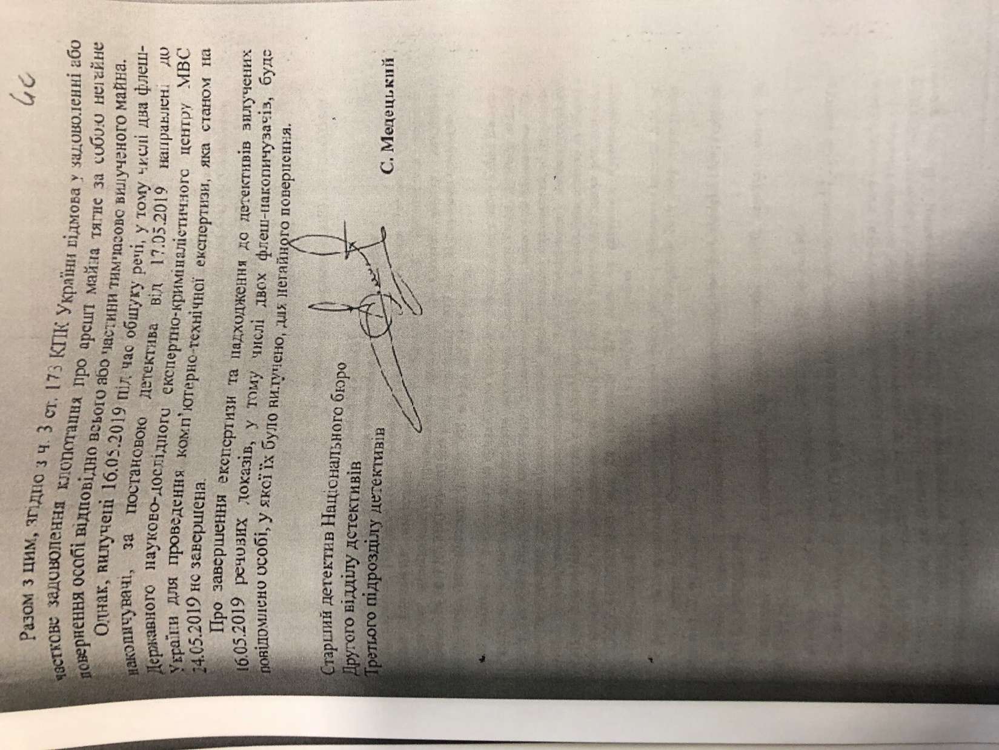 Разом з цим, згідно з ч. 3 ст. 173 КПК України відмова у задоволенні або
часткове задоволення клопотання про арешт майна тягне за собою негайне
повернення особі відповідно всього або частини тимчасово вилученого майна.
Однак, вилучені 16.05.2019 під час обшуку речі, у тому числі два флеш-
накопичувачі, за постановою детектива від 17.05.2019 направлені до
Державного науково-дослідного експертно-криміналістичного центру МВС
України для проведення комп'ютерно-технічної експертизи, яка станом на
24.05.2019 не завершена.
Про завершення експертизи та надходження до детективів вилучених
16.05.2019 речових доказів, у тому числі двох флеш-накопичувачів, буде
повідомлено особі, у якої їх було вилучено, для негайного повернення.
Старший детектив Національного бюро
Другого відділу детективів
Третього підрозділу детективів
С. Медецький